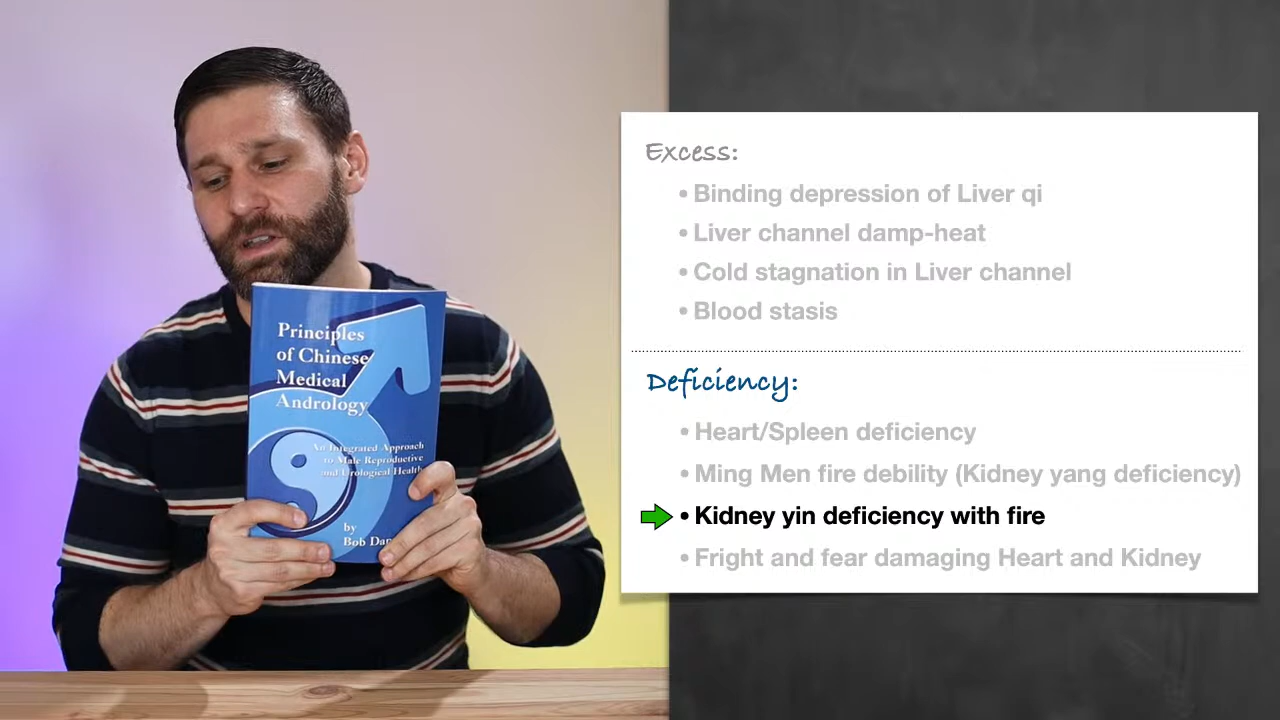 Principles
of Chinese
Medical
Andrology
An Integrated Approach
to Male Reproductive
and Urological Health
by
Bob
Excess:
• Binding depression of Liver qi
• Liver channel damp-heat
• Cold stagnation in Liver channel
• Blood stasis
Deficiency:
• Heart/Spleen deficiency
• Ming Men fire debility (Kidney yang deficiency)
• Kidney yin deficiency with fire
• Fright and fear damaging Heart and Kidney